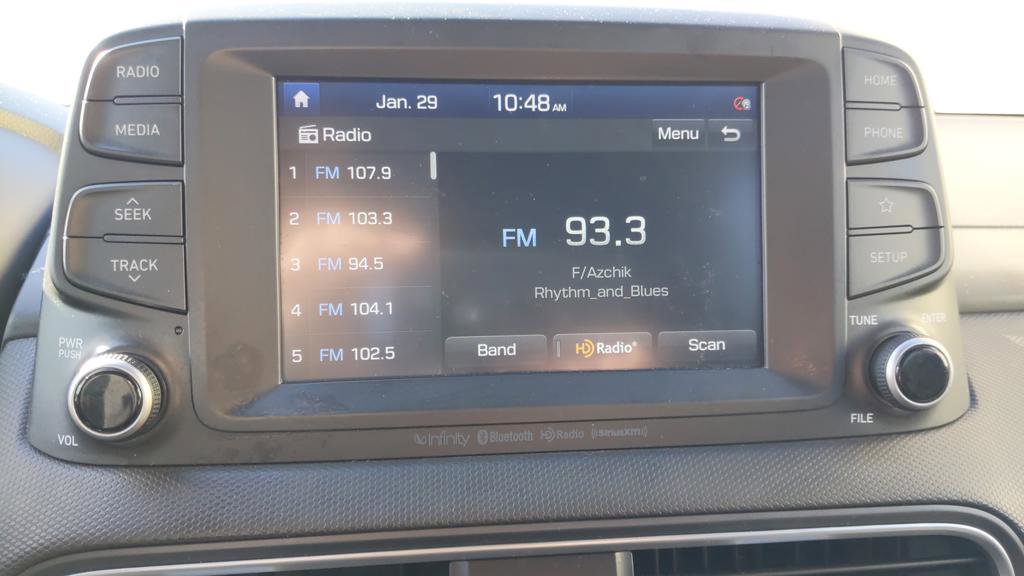 RADIO
MEDIA
SEEK
TRACK
PWR
PUSH
VOL
Jan. 29 10:48 AM
Radio Menu
1 FM 107.9
2 FM 103.3
3 FM 94.5
4 FM 104.1
5 FM 102.5
FM 93.3
F/Azchik
Rhythm_and_Blues
Band HD Radio® Scan
infinity Bluetooth HD Radio siriusxm
HOME
PHONE
SETUP
TUNE ENTER
FILE